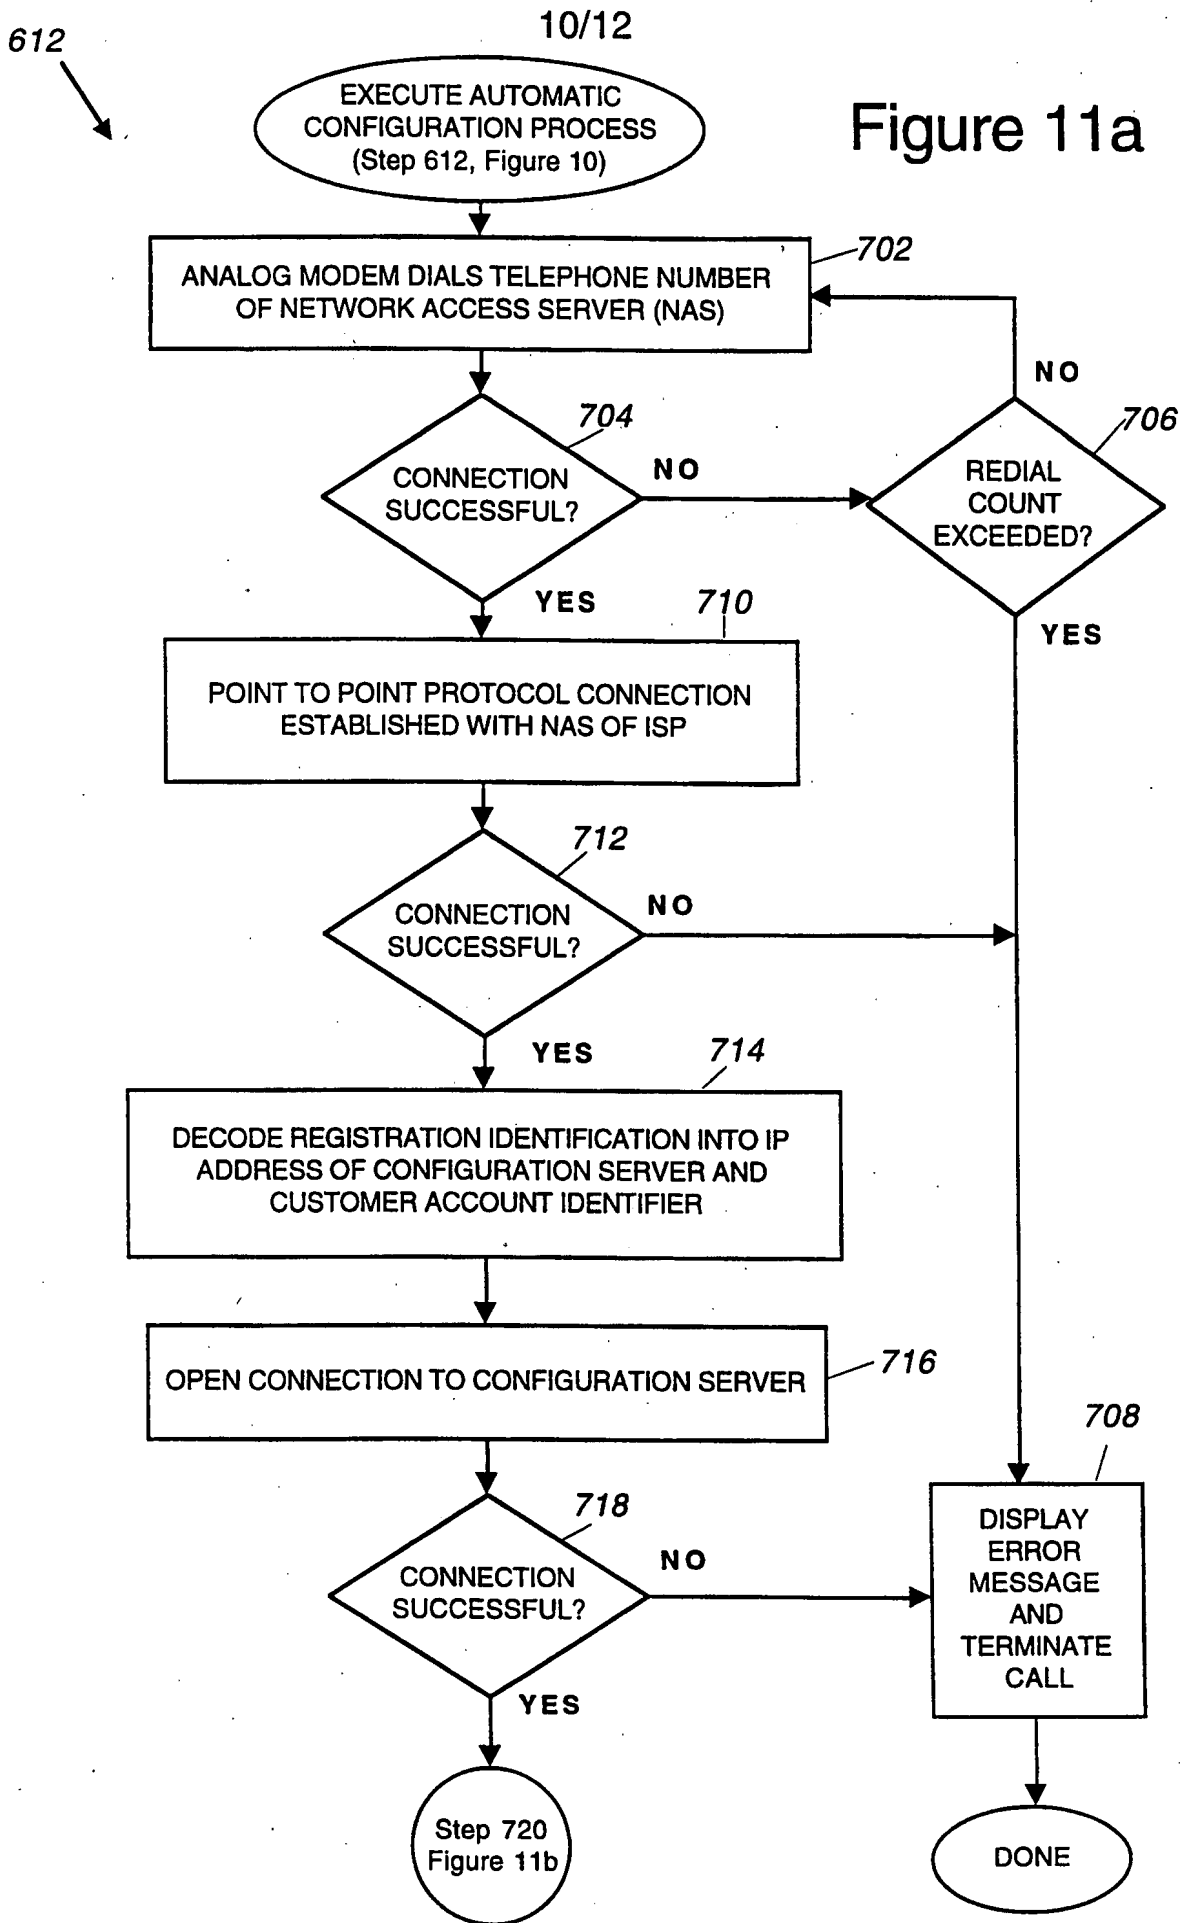 10/12
612
Figure 11a
EXECUTE AUTOMATIC
CONFIGURATION PROCESS
(Step 612, Figure 10)
702
ANALOG MODEM DIALS TELEPHONE NUMBER
OF NETWORK ACCESS SERVER (NAS)
NO
704
706
CONNECTION
SUCCESSFUL?
NO
REDIAL
COUNT
EXCEEDED?
YES
710
YES
POINT TO POINT PROTOCOL CONNECTION
ESTABLISHED WITH NAS OF ISP
712
CONNECTION
SUCCESSFUL?
NO
YES
714
DECODE REGISTRATION IDENTIFICATION INTO IP
ADDRESS OF CONFIGURATION SERVER AND
CUSTOMER ACCOUNT IDENTIFIER
716
OPEN CONNECTION TO CONFIGURATION SERVER
708
718
CONNECTION
SUCCESSFUL?
NO
DISPLAY
ERROR
MESSAGE
AND
TERMINATE
CALL
YES
Step 720
Figure 11b
DONE